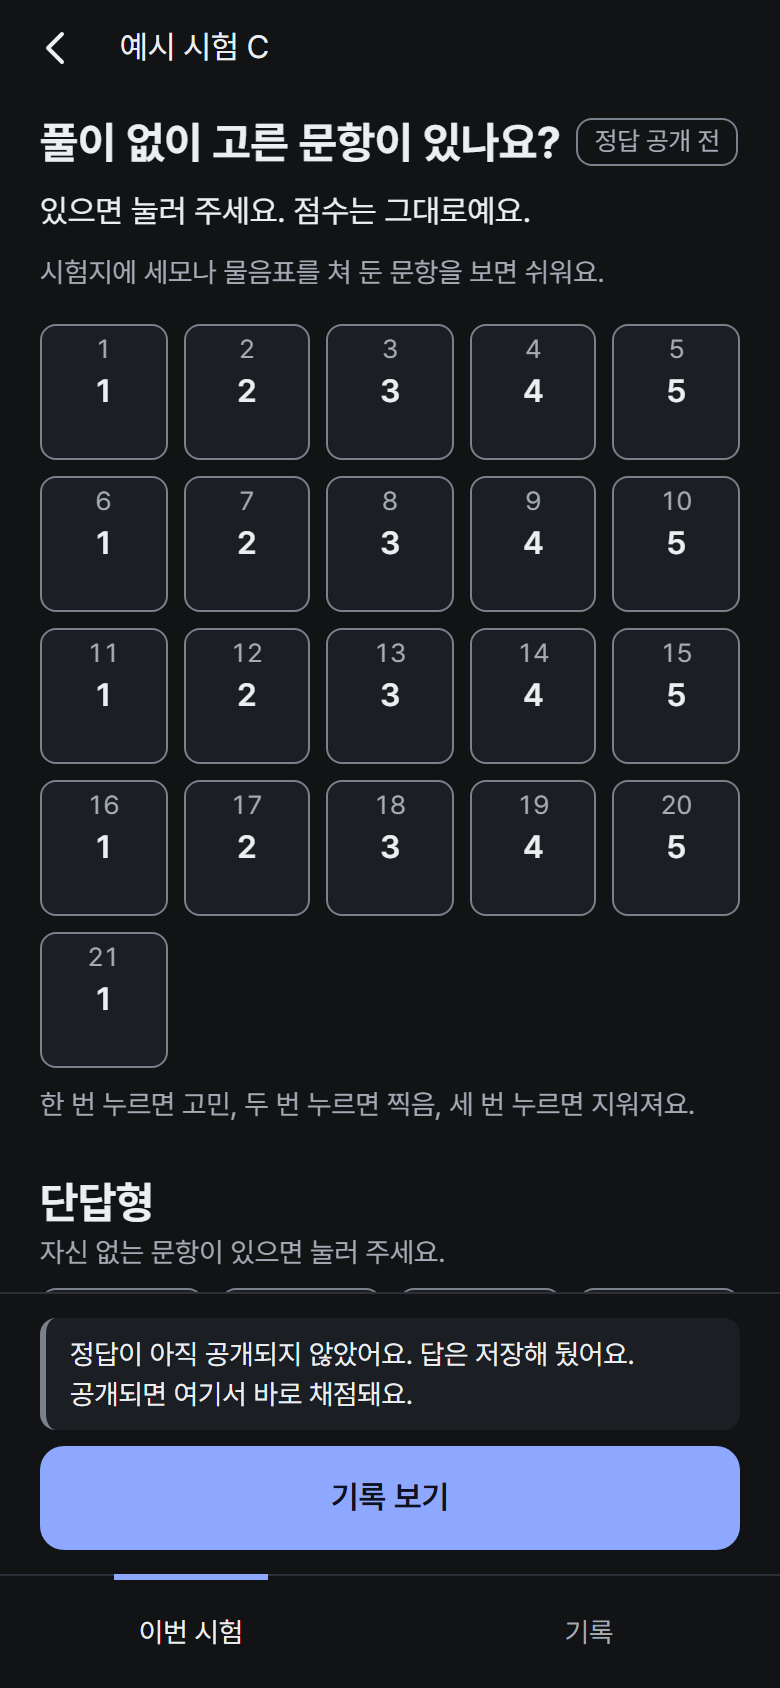 예시 시험 C
풀이 없이 고른 문항이 있나요? 정답 공개 전
있으면 눌러 주세요. 점수는 그대로예요.
시험지에 세모나 물음표를 쳐 둔 문항을 보면 쉬워요.
1 2 3 4 5
1 2 3 4 5
6 7 8 9 10
1 2 3 4 5
11 12 13 14 15
1 2 3 4 5
16 17 18 19 20
1 2 3 4 5
21
1
한 번 누르면 고민, 두 번 누르면 찍음, 세 번 누르면 지워져요.
단답형
자신 없는 문항이 있으면 눌러 주세요.
정답이 아직 공개되지 않았어요. 답은 저장해 뒀어요.
공개되면 여기서 바로 채점돼요.
기록 보기
이번 시험 기록